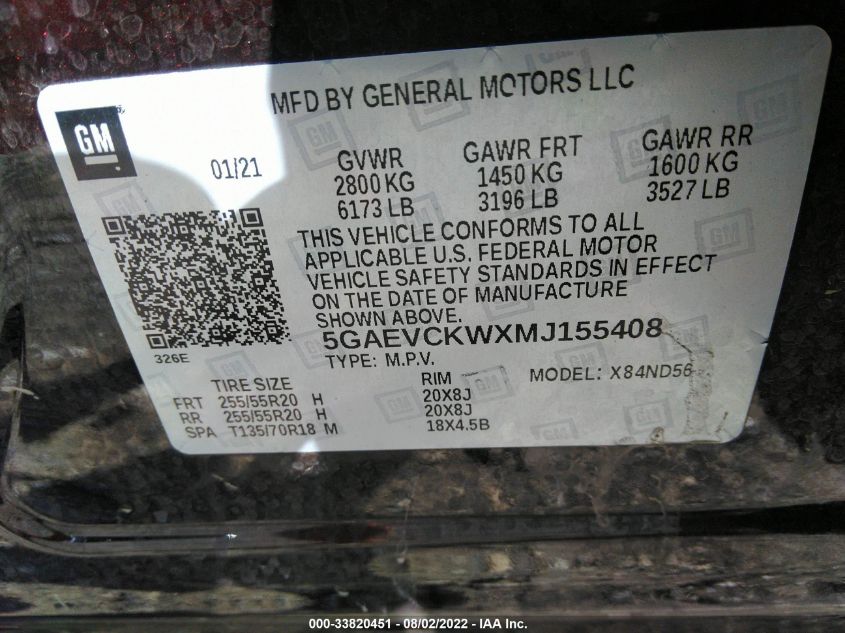 MFD BY GENERAL MOTORS LLC
GM
01/21
GVWR GAWR FRT GAWR RR
2800 KG 1450 KG 1600 KG
6173 LB 3196 LB 3527 LB
THIS VEHICLE CONFORMS TO ALL
APPLICABLE U.S. FEDERAL MOTOR
VEHICLE SAFETY STANDARDS IN EFFECT
ON THE DATE OF MANUFACTURE
SHOWN ABOVE.
5GAEVCKWXMJ155408
326E
TYPE: M.P.V. MODEL: X84ND56
TIRE SIZE RIM
FRT 255/55R20 H 20X8J
RR 255/55R20 H 20X8J
SPA T135/70R18 M 18X4.5B
000-33820451 - 08/02/2022 - IAA Inc.